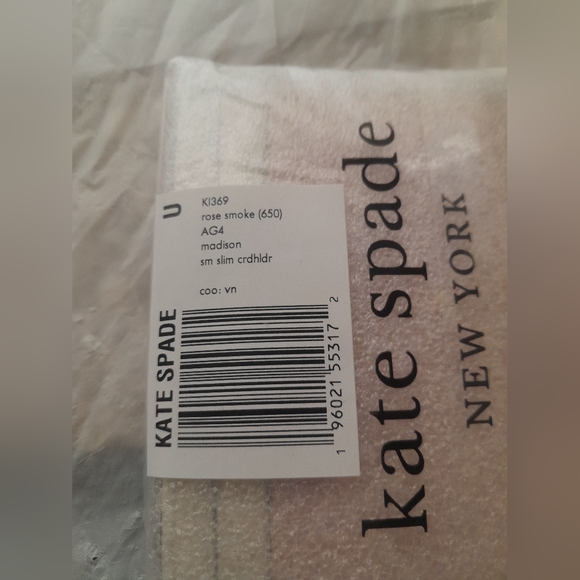 U
KI369
rose smoke (650)
AG4
madison
sm slim crdhldr
coo: vn
KATE SPADE
1 96021 55317 2
kate spade
NEW YORK